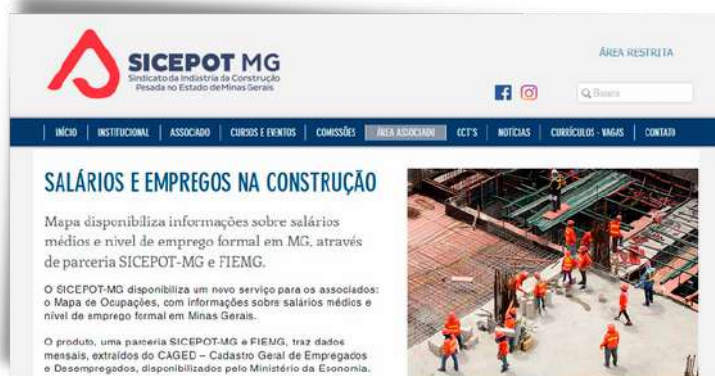 SICEPOT MG
Sindicato da Indústria da Construção
Pesada no Estado de Minas Gerais
ÁREA RESTRITA
Busca
INÍCIO | INSTITUCIONAL | ASSOCIADO | CURSOS E EVENTOS | COMISSÕES | ÁREA ASSOCIADO | CCT'S | NOTÍCIAS | CURRÍCULOS - VAGAS | CONTATO
SALÁRIOS E EMPREGOS NA CONSTRUÇÃO
Mapa disponibiliza informações sobre salários
médios e nível de emprego formal em MG, através
de parceria SICEPOT-MG e FIEMG.
O SICEPOT-MG disponibiliza um novo serviço para os associados:
o Mapa de Ocupações, com informações sobre salários médios e
nível de emprego formal em Minas Gerais.
O produto, uma parceria SICEPOT-MG e FIEMG, traz dados
mensais, extraídos do CAGED – Cadastro Geral de Empregados
e Desempregados, disponibilizados pelo Ministério da Economia.